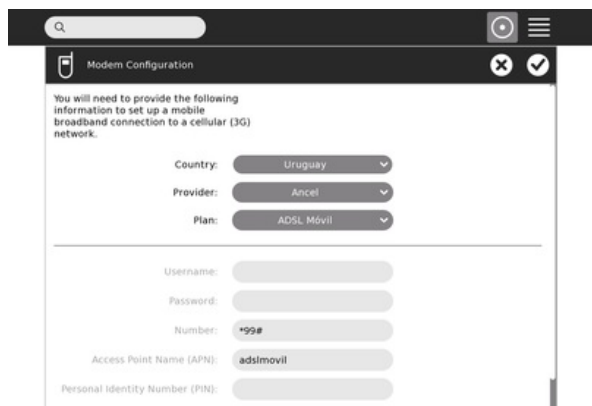 Modem Configuration
You will need to provide the following
information to set up a mobile
broadband connection to a cellular (3G)
network.
Country: Uruguay
Provider: Ancel
Plan: ADSL Móvil
Username:
Password:
Number: *99#
Access Point Name (APN): adslmovil
Personal Identity Number (PIN):